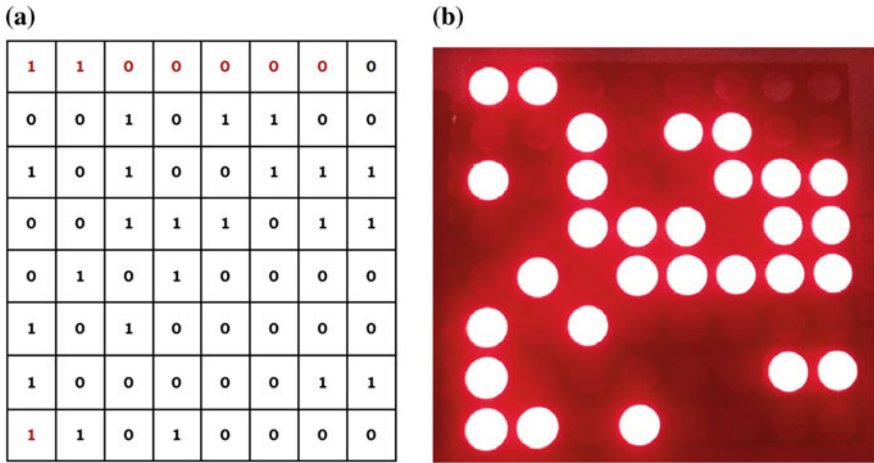 (a) (b)
1 1 0 0 0 0 0 0
0 0 1 0 1 1 0 0
1 0 1 0 0 1 1 1
0 0 1 1 1 0 1 1
0 1 0 1 0 0 0 0
1 0 1 0 0 0 0 0
1 0 0 0 0 0 1 1
1 1 0 1 0 0 0 0